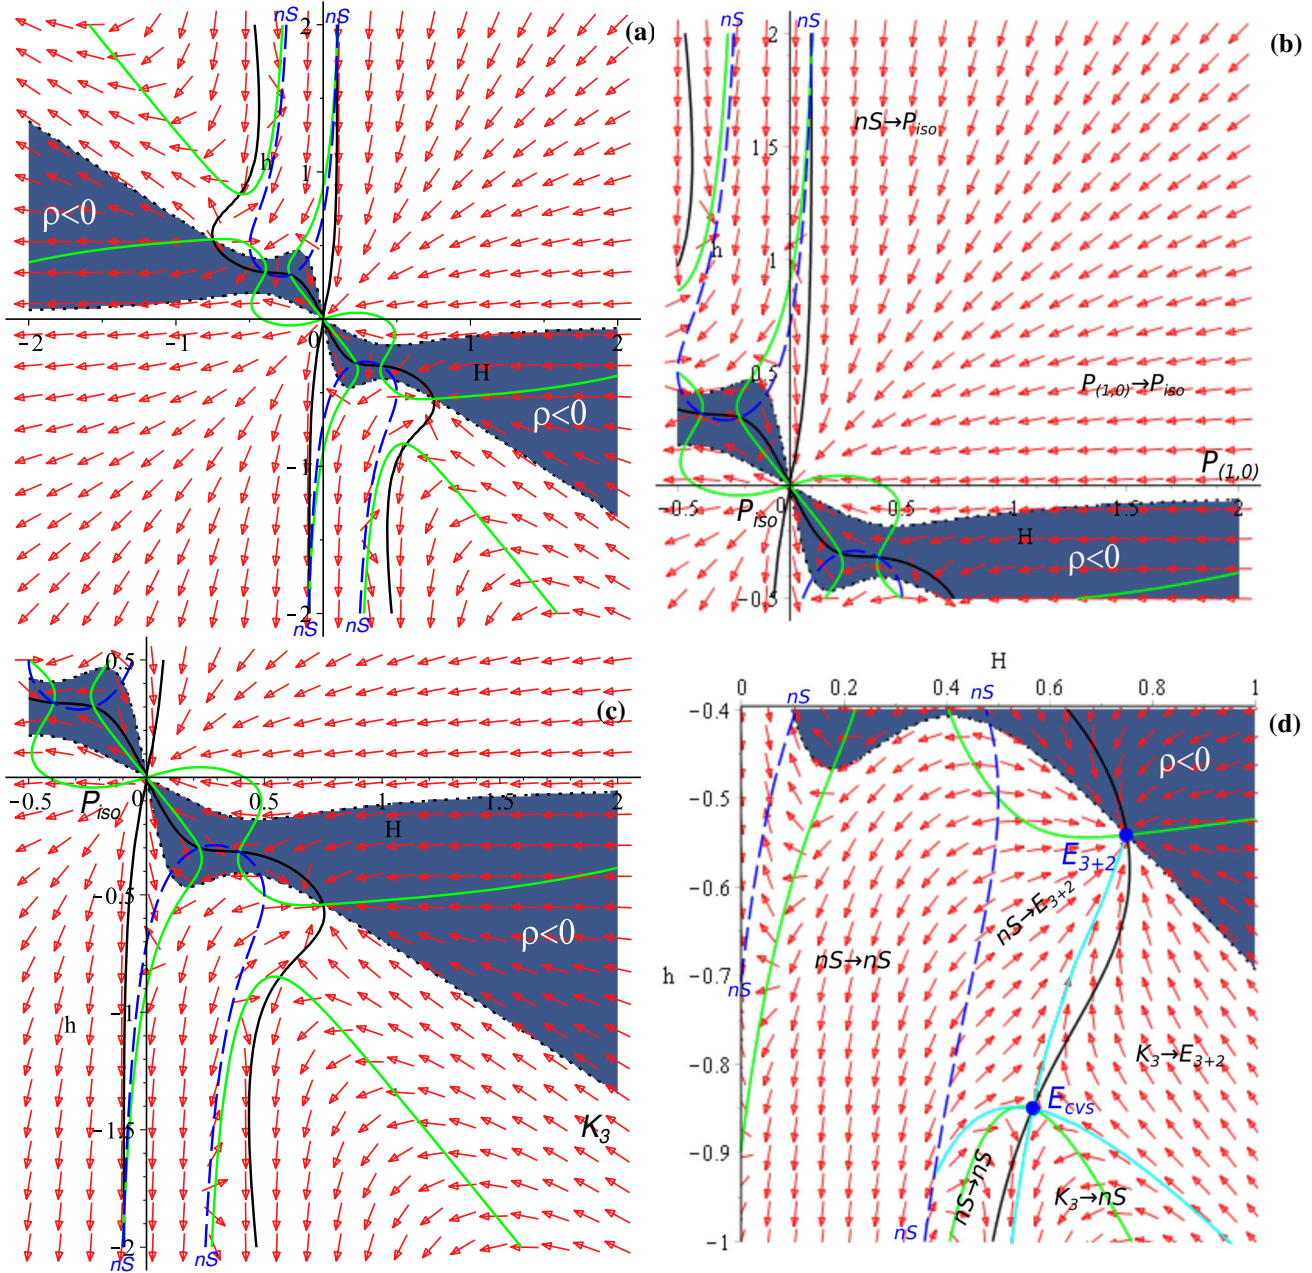 nS
2
(a)
1
h
ρ<0
-2
-1
0
1
2
H
ρ<0
-1
-2
nS
nS
nS
nS
2
(b)
nS→P_iso
1.5
h
1
0.5
P_(1,0)→P_iso
P_(1,0)
-0.5
P_iso
0
0.5
1
1.5
2
H
ρ<0
-0.5
0.5
(c)
-0.5
P_iso
0
0.5
1
1.5
2
H
-0.5
ρ<0
h
-1
K_3
-1.5
-2
nS
nS
H
(d)
0
0.2
0.4
0.6
0.8
1
nS
nS
-0.4
ρ<0
-0.5
E_3+2
-0.6
nS→E_3+2
nS→nS
-0.7
h
nS
K_3→E_3+2
-0.8
E_cvs
-0.9
nS→nS
K_3→nS
nS
-1